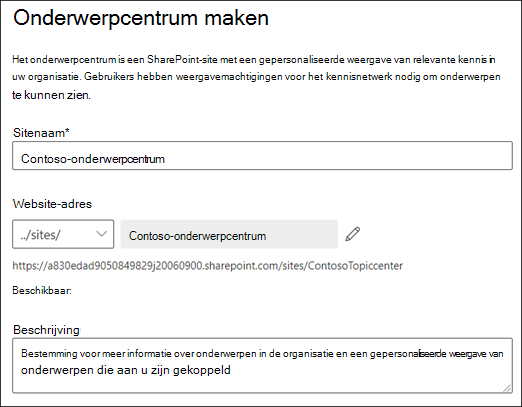 Onderwerpcentrum maken
Het onderwerpcentrum is een SharePoint-site met een gepersonaliseerde weergave van relevante kennis in
uw organisatie. Gebruikers hebben weergavemachtigingen voor het kennisnetwerk nodig om onderwerpen
te kunnen zien.
Sitenaam*
Contoso-onderwerpcentrum
Website-adres
../sites/ Contoso-onderwerpcentrum
https://a830edad9050849829j20060900.sharepoint.com/sites/ContosoTopiccenter
Beschikbaar:
Beschrijving
Bestemming voor meer informatie over onderwerpen in de organisatie en een gepersonaliseerde weergave van
onderwerpen die aan u zijn gekoppeld